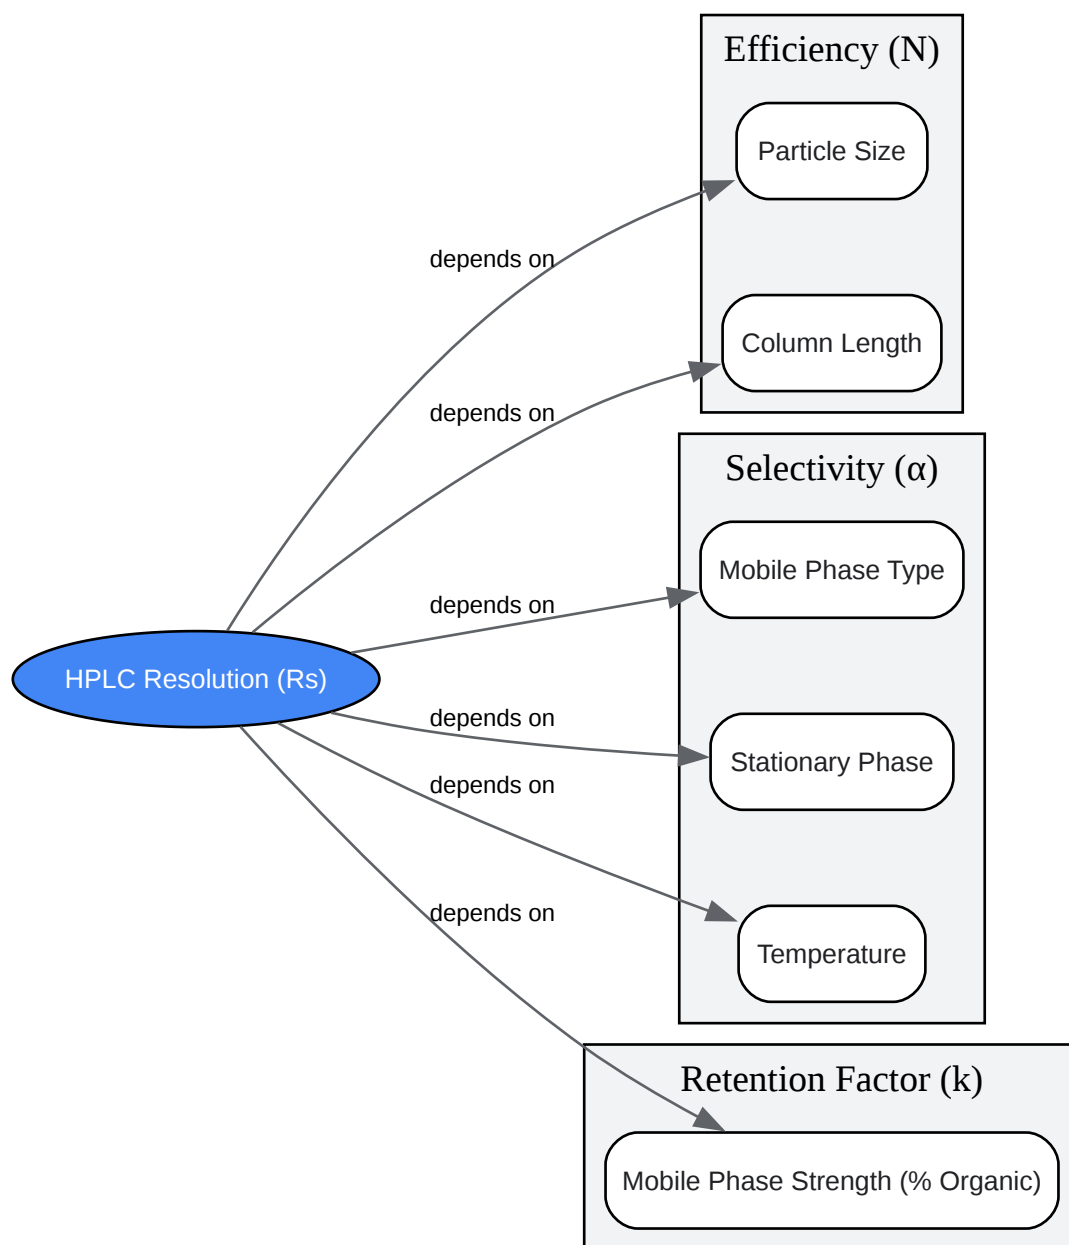 Efficiency (N)
Particle Size
depends on
Column Length
depends on
Selectivity (α)
Mobile Phase Type
depends on
HPLC Resolution (Rs)
depends on
Stationary Phase
depends on
Temperature
depends on
Retention Factor (k)
Mobile Phase Strength (% Organic)